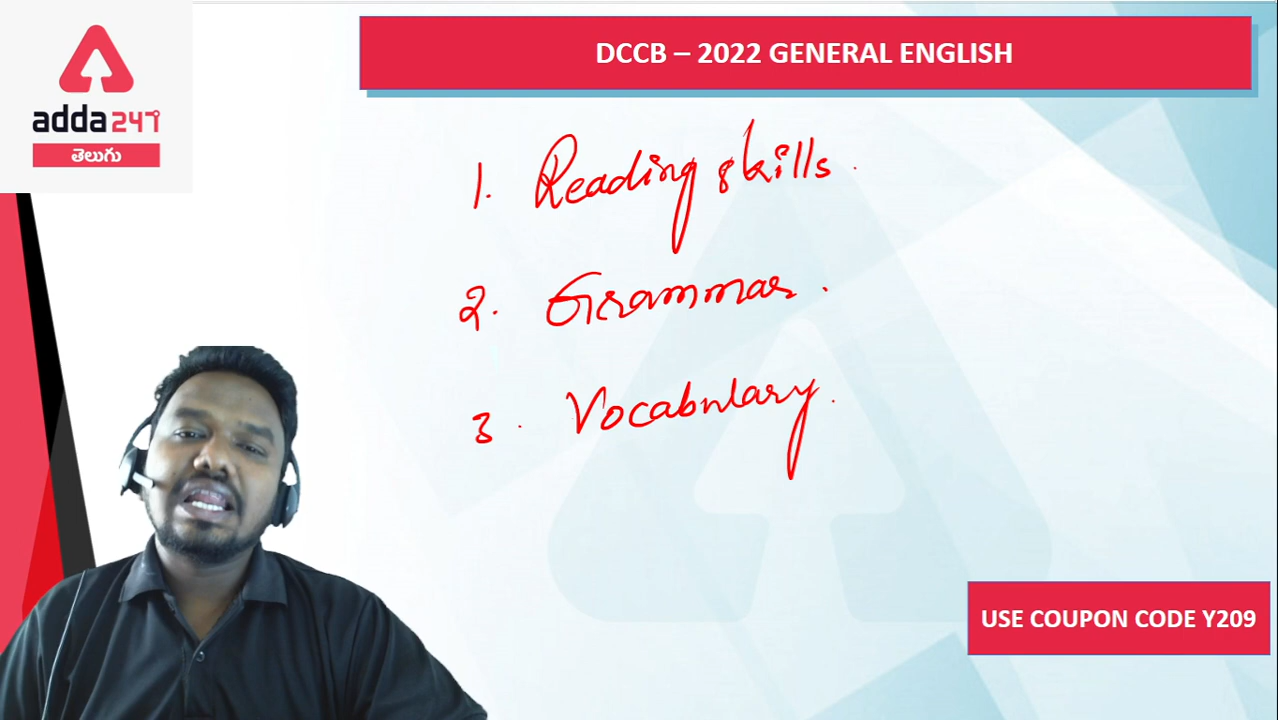 adda247
తెలుగు
DCCB – 2022 GENERAL ENGLISH
1. Reading skills.
2. Grammar.
3. Vocabulary.
USE COUPON CODE Y209